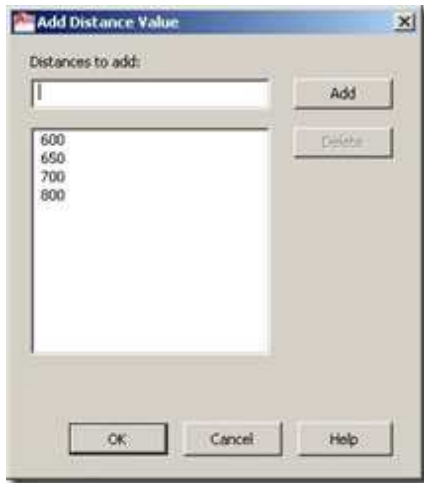 Add Distance Value
Distances to add:
Add
Delete
600
650
700
800
OK
Cancel
Help